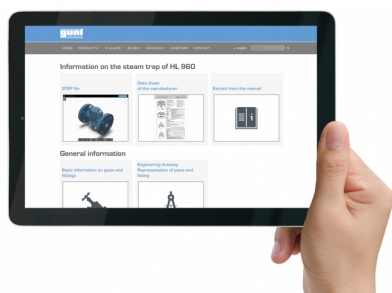 gunt
HOME PRODUCTS E-LEARNING NEWS SERVICES COMPANY CONTACT
english
Information on the steam trap of HL 960
STEP file
Data sheet
of the manufacturer
Extract from the manual
General information
Basic information on pipes and
fittings
Engineering drawing:
Representation of pipes and
fitting